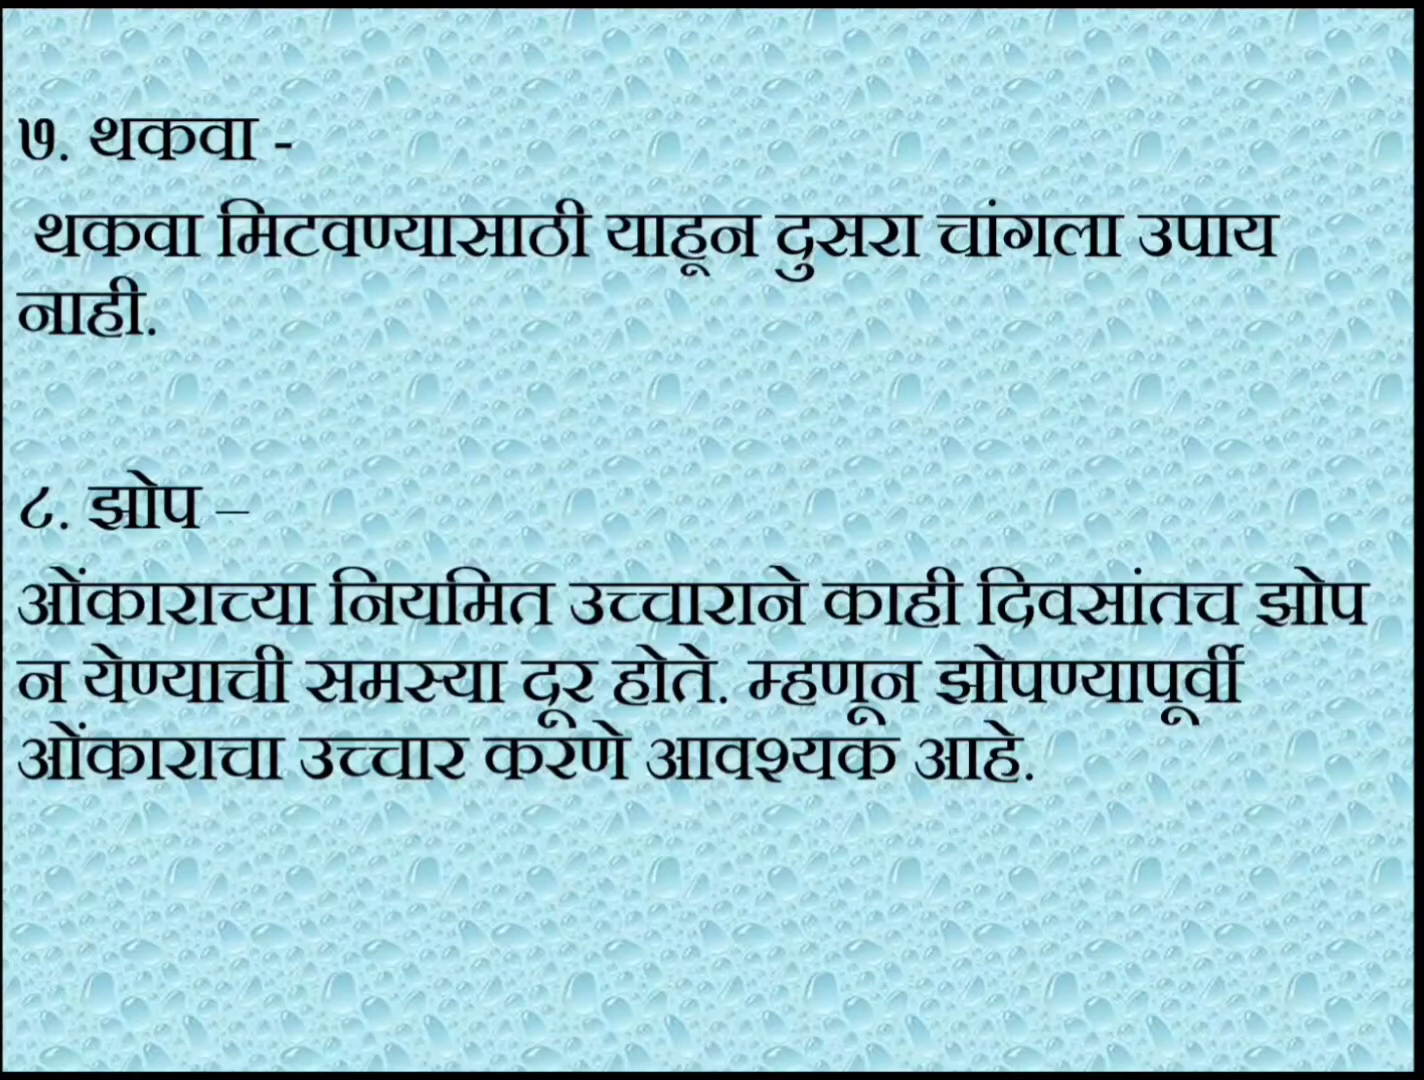 ७. थकवा -
थकवा मिटवण्यासाठी याहून दुसरा चांगला उपाय
नाही.
८. झोप –
ओंकाराच्या नियमित उच्चाराने काही दिवसांतच झोप
न येण्याची समस्या दूर होते. म्हणून झोपण्यापूर्वी
ओंकाराचा उच्चार करणे आवश्यक आहे.